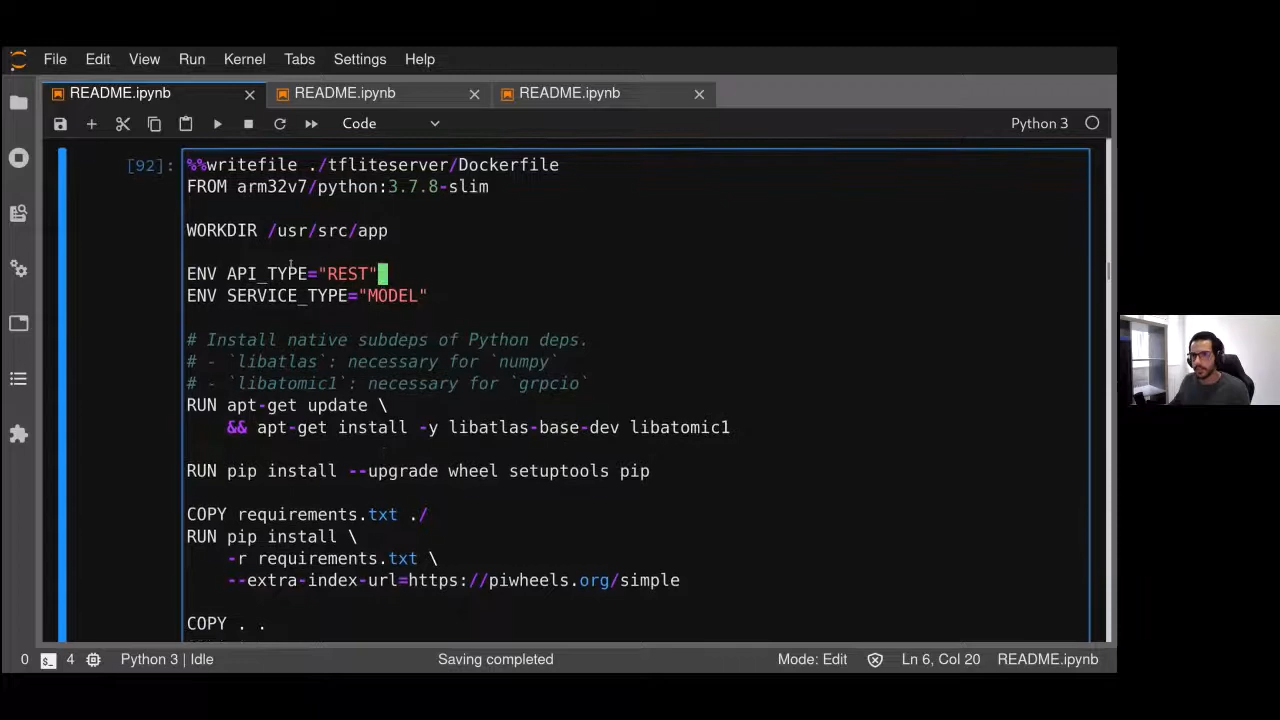 File Edit View Run Kernel Tabs Settings Help
README.ipynb README.ipynb README.ipynb
Code Python 3
[92]: %%writefile ./tfliteserver/Dockerfile
FROM arm32v7/python:3.7.8-slim
WORKDIR /usr/src/app
ENV API_TYPE="REST"
ENV SERVICE_TYPE="MODEL"
# Install native subdeps of Python deps.
# - `libatlas`: necessary for `numpy`
# - `libatomic1`: necessary for `grpcio`
RUN apt-get update \
&& apt-get install -y libatlas-base-dev libatomic1
RUN pip install --upgrade wheel setuptools pip
COPY requirements.txt ./
RUN pip install \
-r requirements.txt \
--extra-index-url=https://piwheels.org/simple
COPY . .
0 4 Python 3 | Idle Saving completed Mode: Edit Ln 6, Col 20 README.ipynb